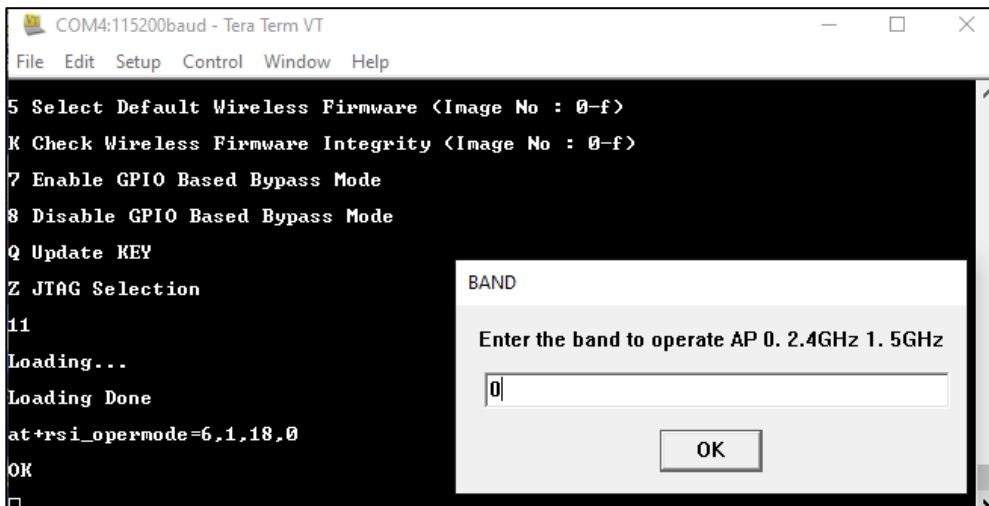 COM4:115200baud - Tera Term VT
File Edit Setup Control Window Help
5 Select Default Wireless Firmware (Image No : 0-f)
K Check Wireless Firmware Integrity (Image No : 0-f)
7 Enable GPIO Based Bypass Mode
8 Disable GPIO Based Bypass Mode
Q Update KEY
Z JTAG Selection
11
Loading...
Loading Done
at+rsi_opermode=6,1,18,0
OK
BAND
Enter the band to operate AP 0. 2.4GHz 1. 5GHz
0
OK